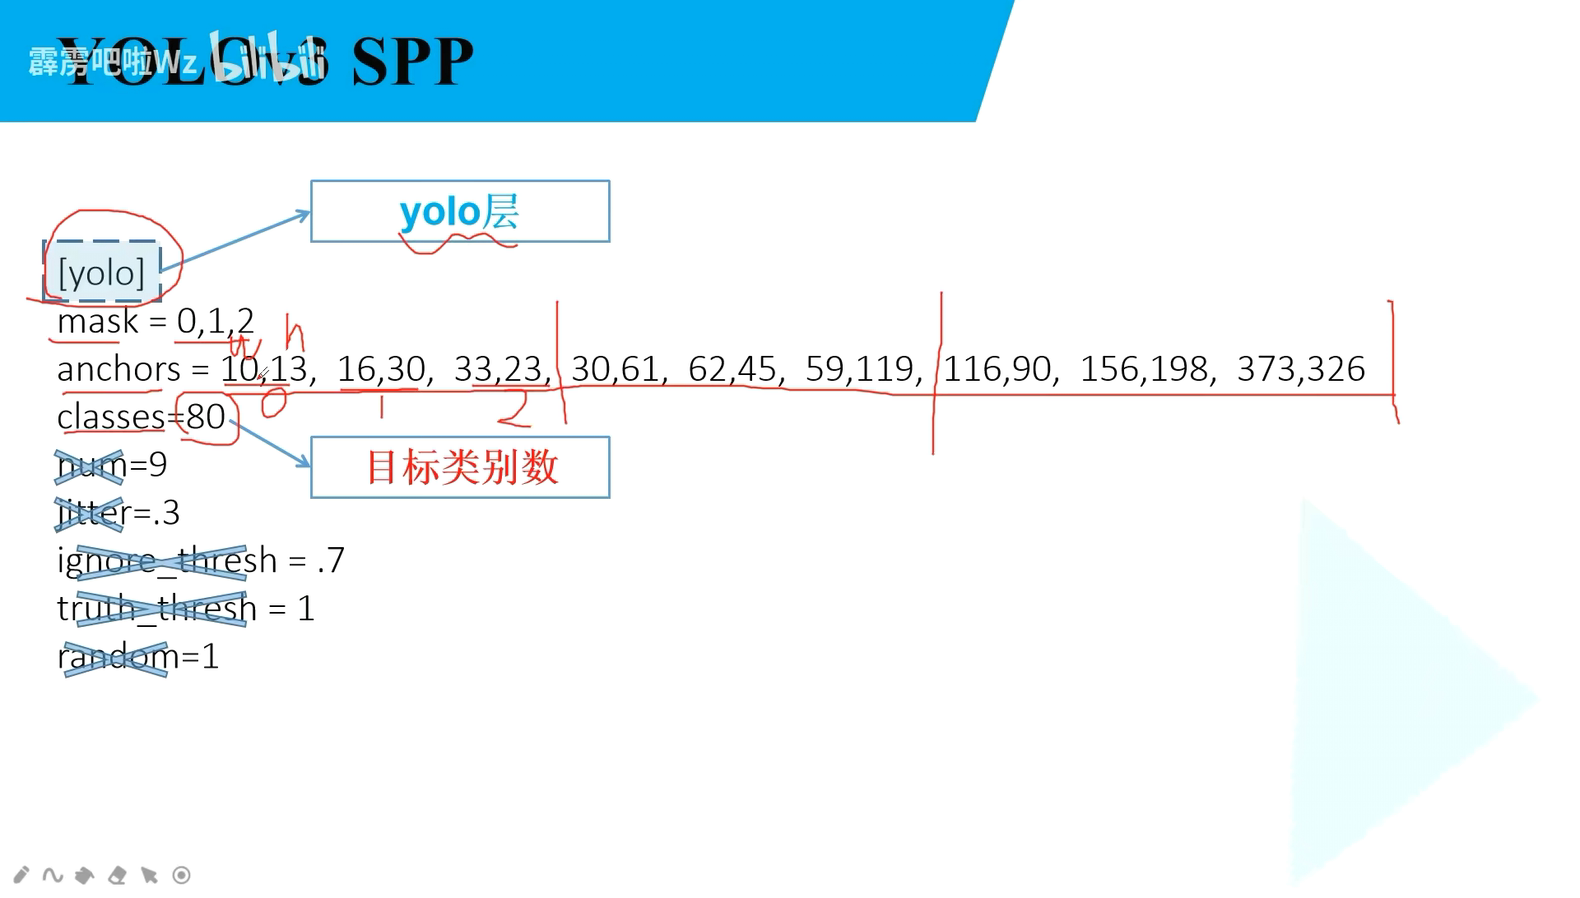 YOLOv3 SPP
霹雳吧啦Wz bilibili
yolo层
[yolo]
mask = 0,1,2
w h
anchors = 10,13, 16,30, 33,23, 30,61, 62,45, 59,119, 116,90, 156,198, 373,326
0 1 2
classes=80
目标类别数
num=9
jitter=.3
ignore_thresh = .7
truth_thresh = 1
random=1